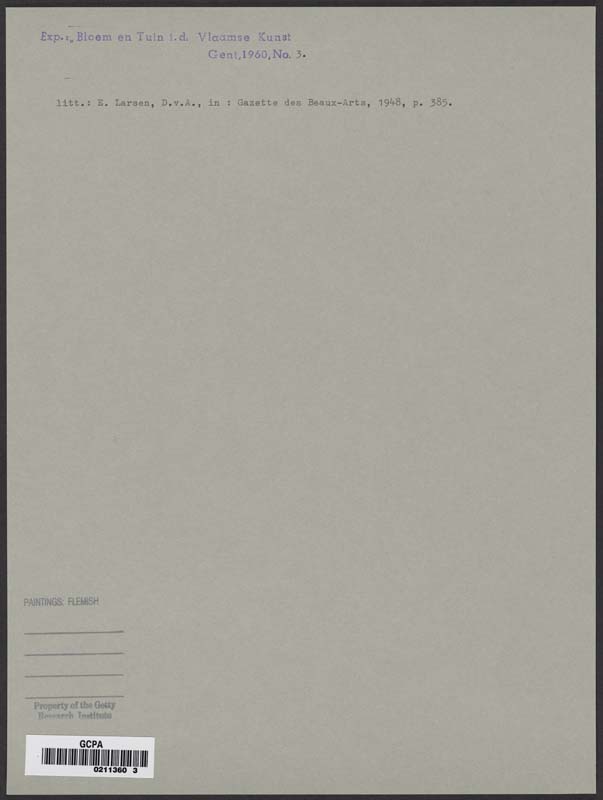 Exp.: Bloem en Tuin i.d. Vlaamse Kunst
Gent, 1960, No. 3.
litt.: E. Larsen, D.v.A., in : Gazette des Beaux-Arts, 1948, p. 385.
PAINTINGS: FLEMISH
Property of the Getty
Research Institute
GCPA
0211360 3